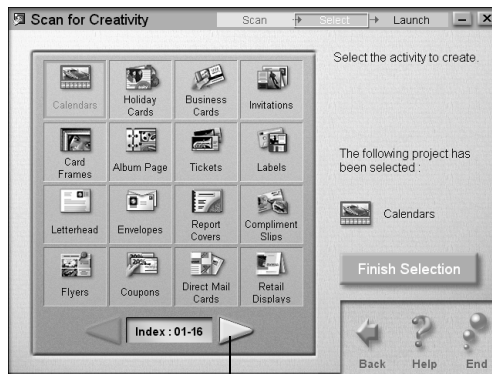 Scan for Creativity
Scan Select Launch
Select the activity to create.
Calendars
Holiday
Cards
Business
Cards
Invitations
Card
Frames
Album Page
Tickets
Labels
The following project has
been selected :
Calendars
Letterhead
Envelopes
Report
Covers
Compliment
Slips
Flyers
Coupons
Direct Mail
Cards
Retail
Displays
Finish Selection
Index : 01-16
Back Help End